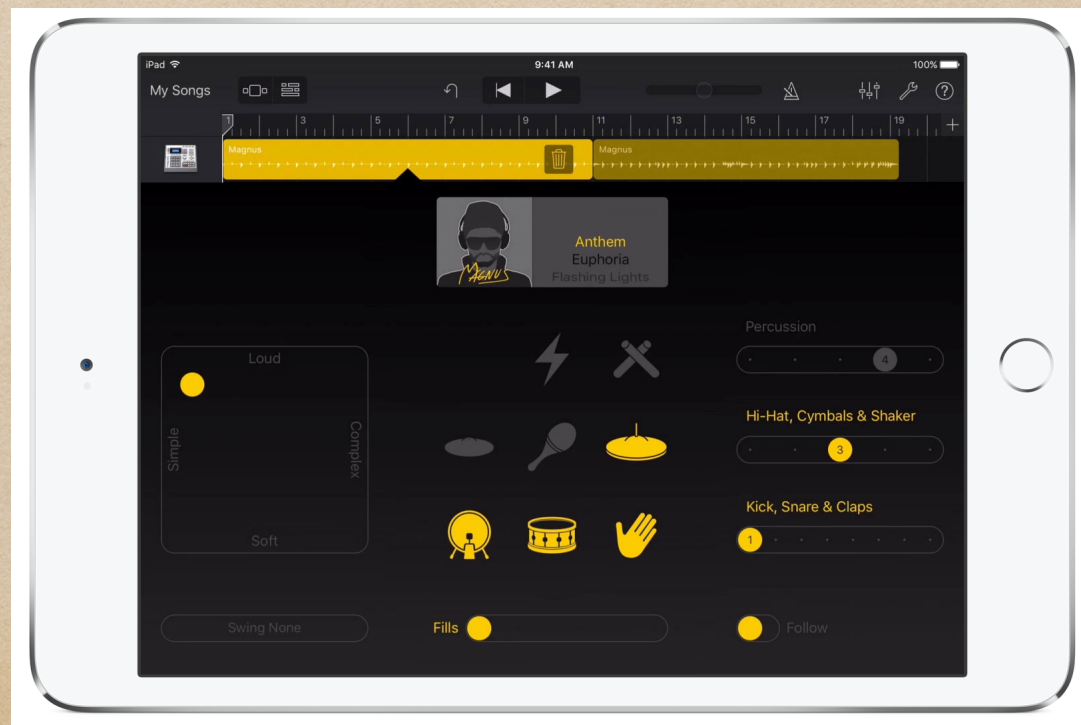 iPad 9:41 AM 100%
My Songs ?
1 3 5 7 9 11 13 15 17 19 +
Magnus Magnus
MAGNUS
Anthem
Euphoria
Flashing Lights
Percussion
4
Loud
Simple
Complex
Soft
Hi-Hat, Cymbals & Shaker
3
Kick, Snare & Claps
1
Swing None
Fills
Follow